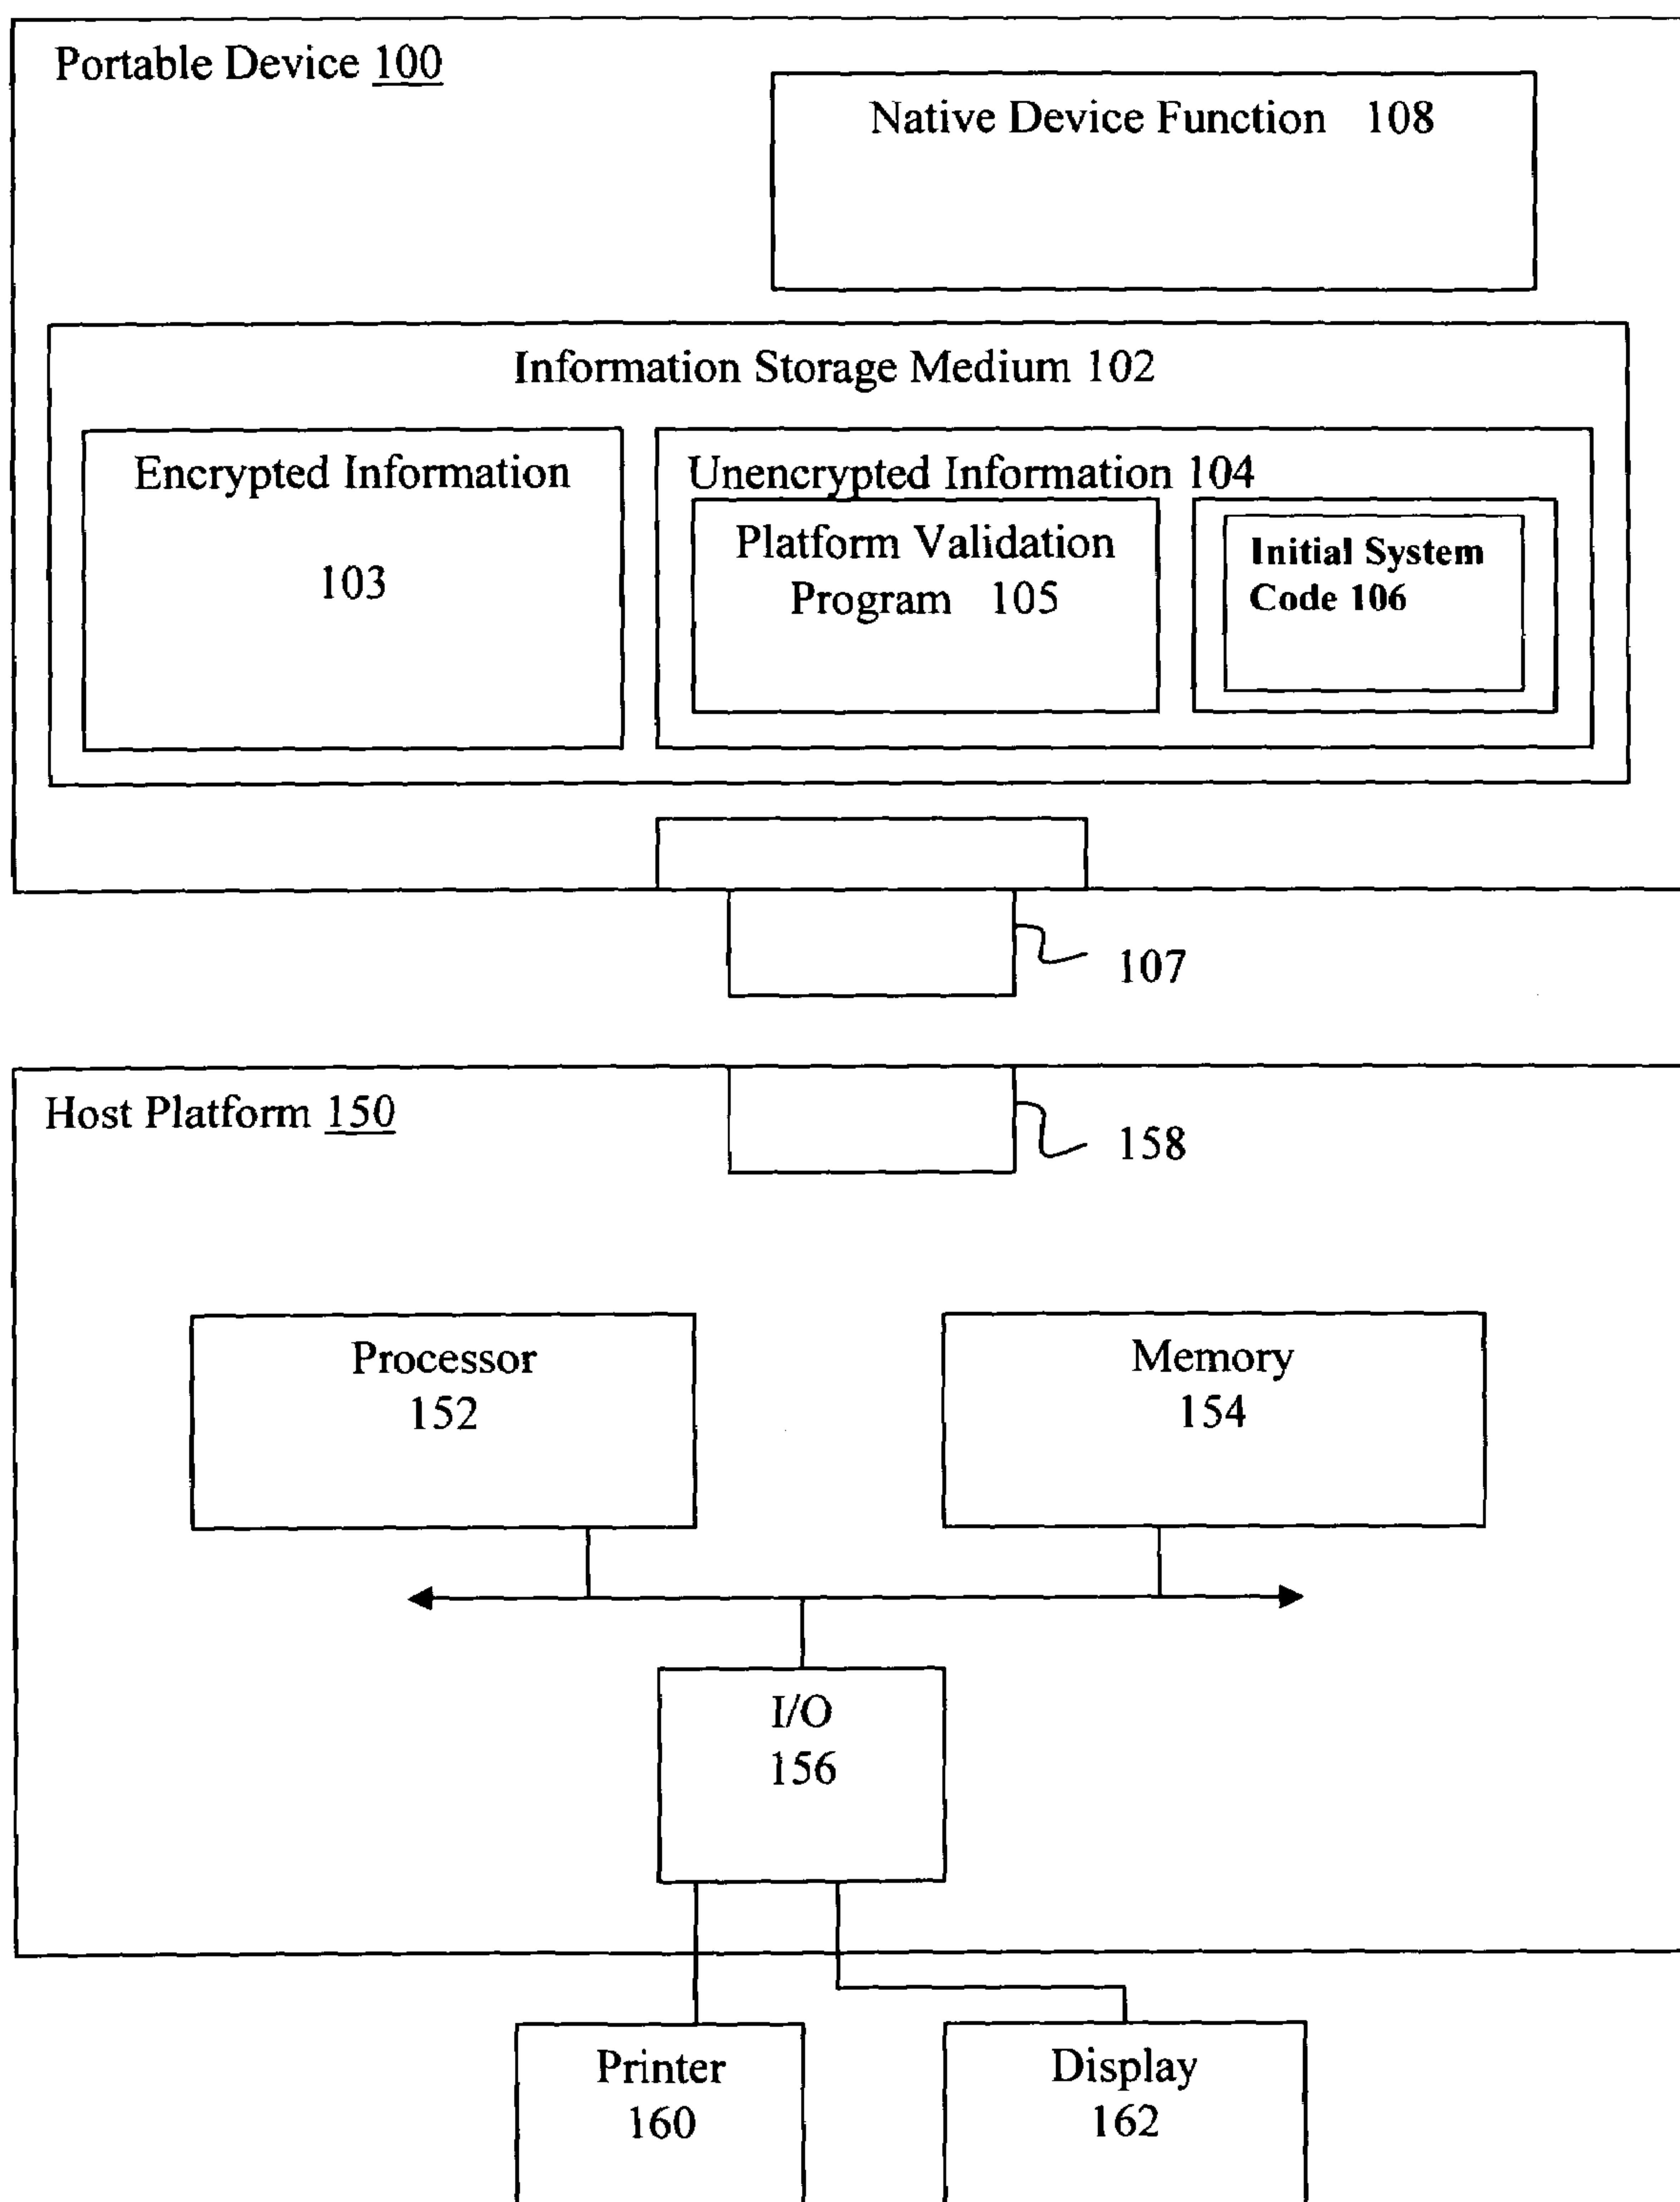 Portable Device 100
Native Device Function 108
Information Storage Medium 102
Encrypted Information
103
Unencrypted Information 104
Platform Validation
Program 105
Initial System
Code 106
107
Host Platform 150
158
Processor
152
Memory
154
I/O
156
Printer
160
Display
162